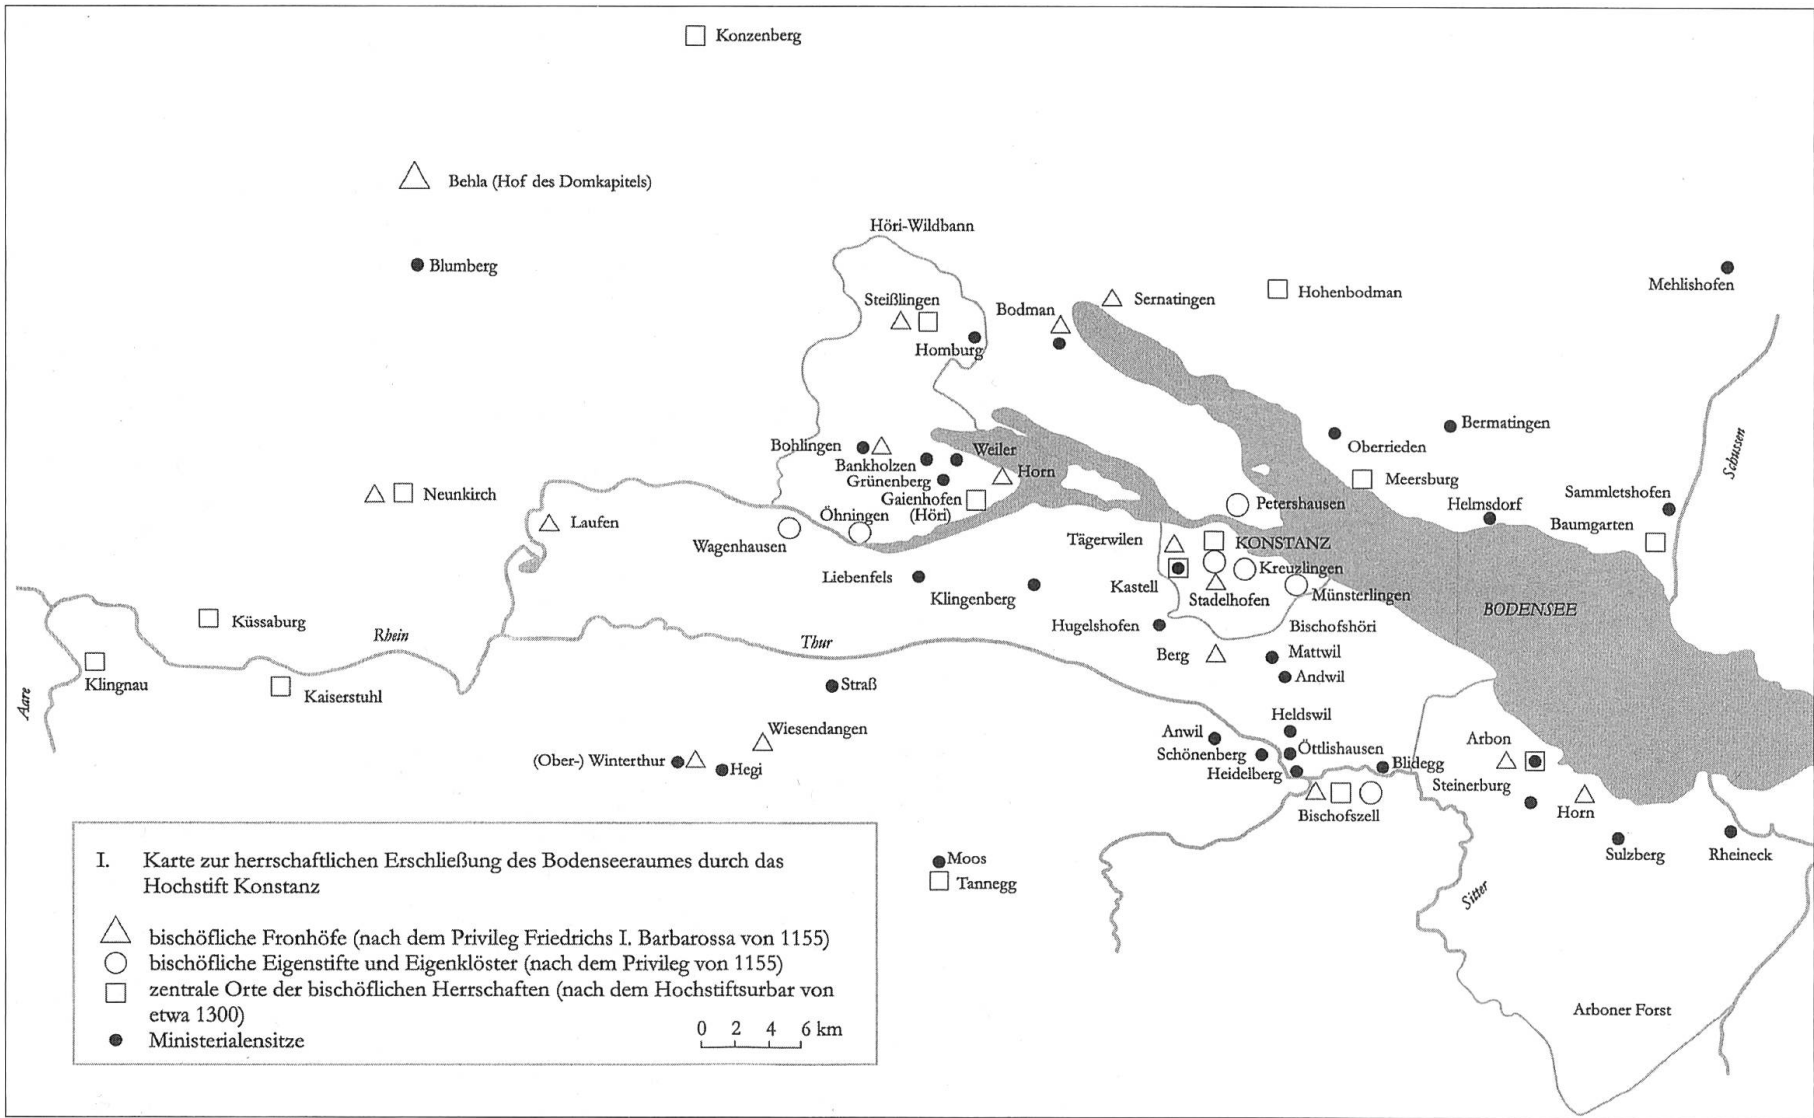 Konzenberg
Behla (Hof des Domkapitels)
Höri-Wildbann
Blumberg
Mehlishofen
Steißlingen
Bodman
Sernatingen
Hohenbodman
Homburg
Bohlingen
Weiler
Oberrieden
Bermatingen
Schussen
Bankholzen
Horn
Grünenberg
Meersburg
Neunkirch
Gaienhofen
(Höri)
Sammletshofen
Laufen
Öhningen
Petershausen
Helmsdorf
Baumgarten
Wagenhausen
Tägerwilen
KONSTANZ
Liebenfels
Kreuzlingen
Klingenberg
Kastell
Stadelhofen
Münsterlingen
BODENSEE
Küssaburg
Rhein
Thur
Hugelshofen
Bischofshöri
Berg
Mattwil
Klingnau
Andwil
Aare
Kaiserstuhl
Straß
Heldswil
Wiesendangen
Anwil
Arbon
(Ober-) Winterthur
Schönenberg
Öttlishausen
Hegi
Heidelberg
Blidegg
Steinerburg
Bischofszell
Horn
Sulzberg
Rheineck
Moos
Tannegg
Sitter
Arboner Forst
I. Karte zur herrschaftlichen Erschließung des Bodenseeraumes durch das
Hochstift Konstanz
bischöfliche Fronhöfe (nach dem Privileg Friedrichs I. Barbarossa von 1155)
bischöfliche Eigenstifte und Eigenklöster (nach dem Privileg von 1155)
zentrale Orte der bischöflichen Herrschaften (nach dem Hochstiftsurbar von
etwa 1300)
Ministerialensitze
0 2 4 6 km